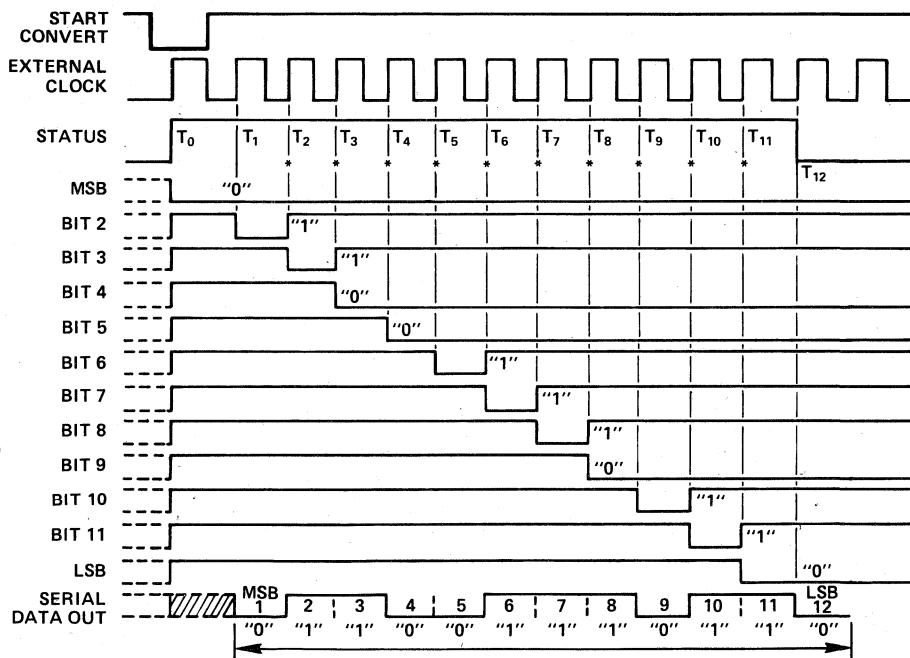 START
CONVERT
EXTERNAL
CLOCK
STATUS T0 T1 T2 T3 T4 T5 T6 T7 T8 T9 T10 T11
* * * * * * * * * *
T12
MSB "0"
BIT 2 "1"
BIT 3 "1"
BIT 4 "0"
BIT 5 "0"
BIT 6 "1"
BIT 7 "1"
BIT 8 "1"
BIT 9 "0"
BIT 10 "1"
BIT 11 "1"
LSB "0"
MSB LSB
SERIAL
DATA OUT
1 2 3 4 5 6 7 8 9 10 11 12
"0" "1" "1" "0" "0" "1" "1" "1" "0" "1" "1" "0"